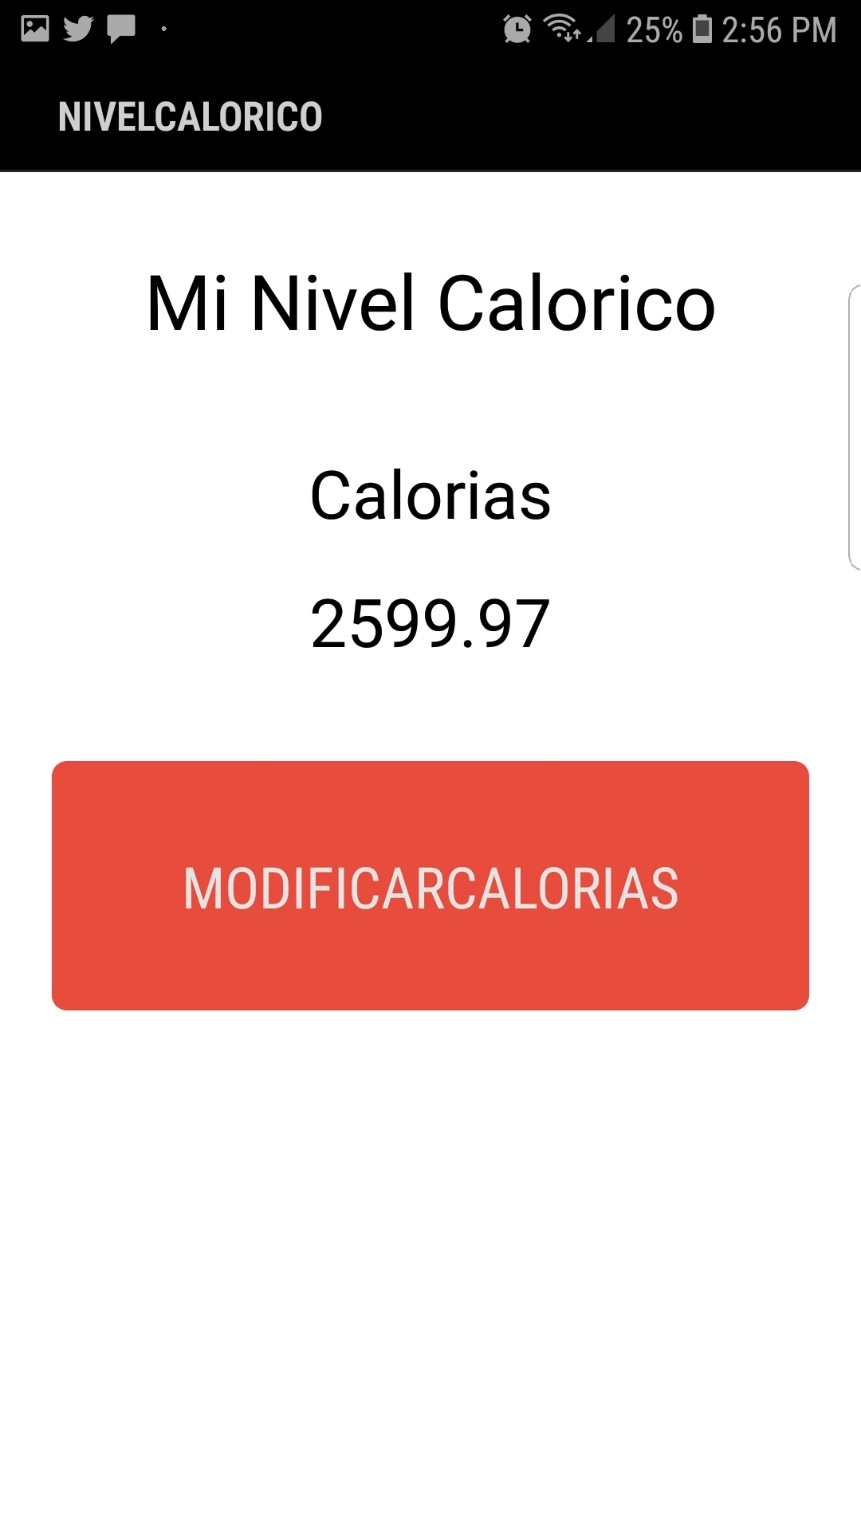 25% 2:56 PM
NIVELCALORICO
Mi Nivel Calorico
Calorias
2599.97
MODIFICARCALORIAS